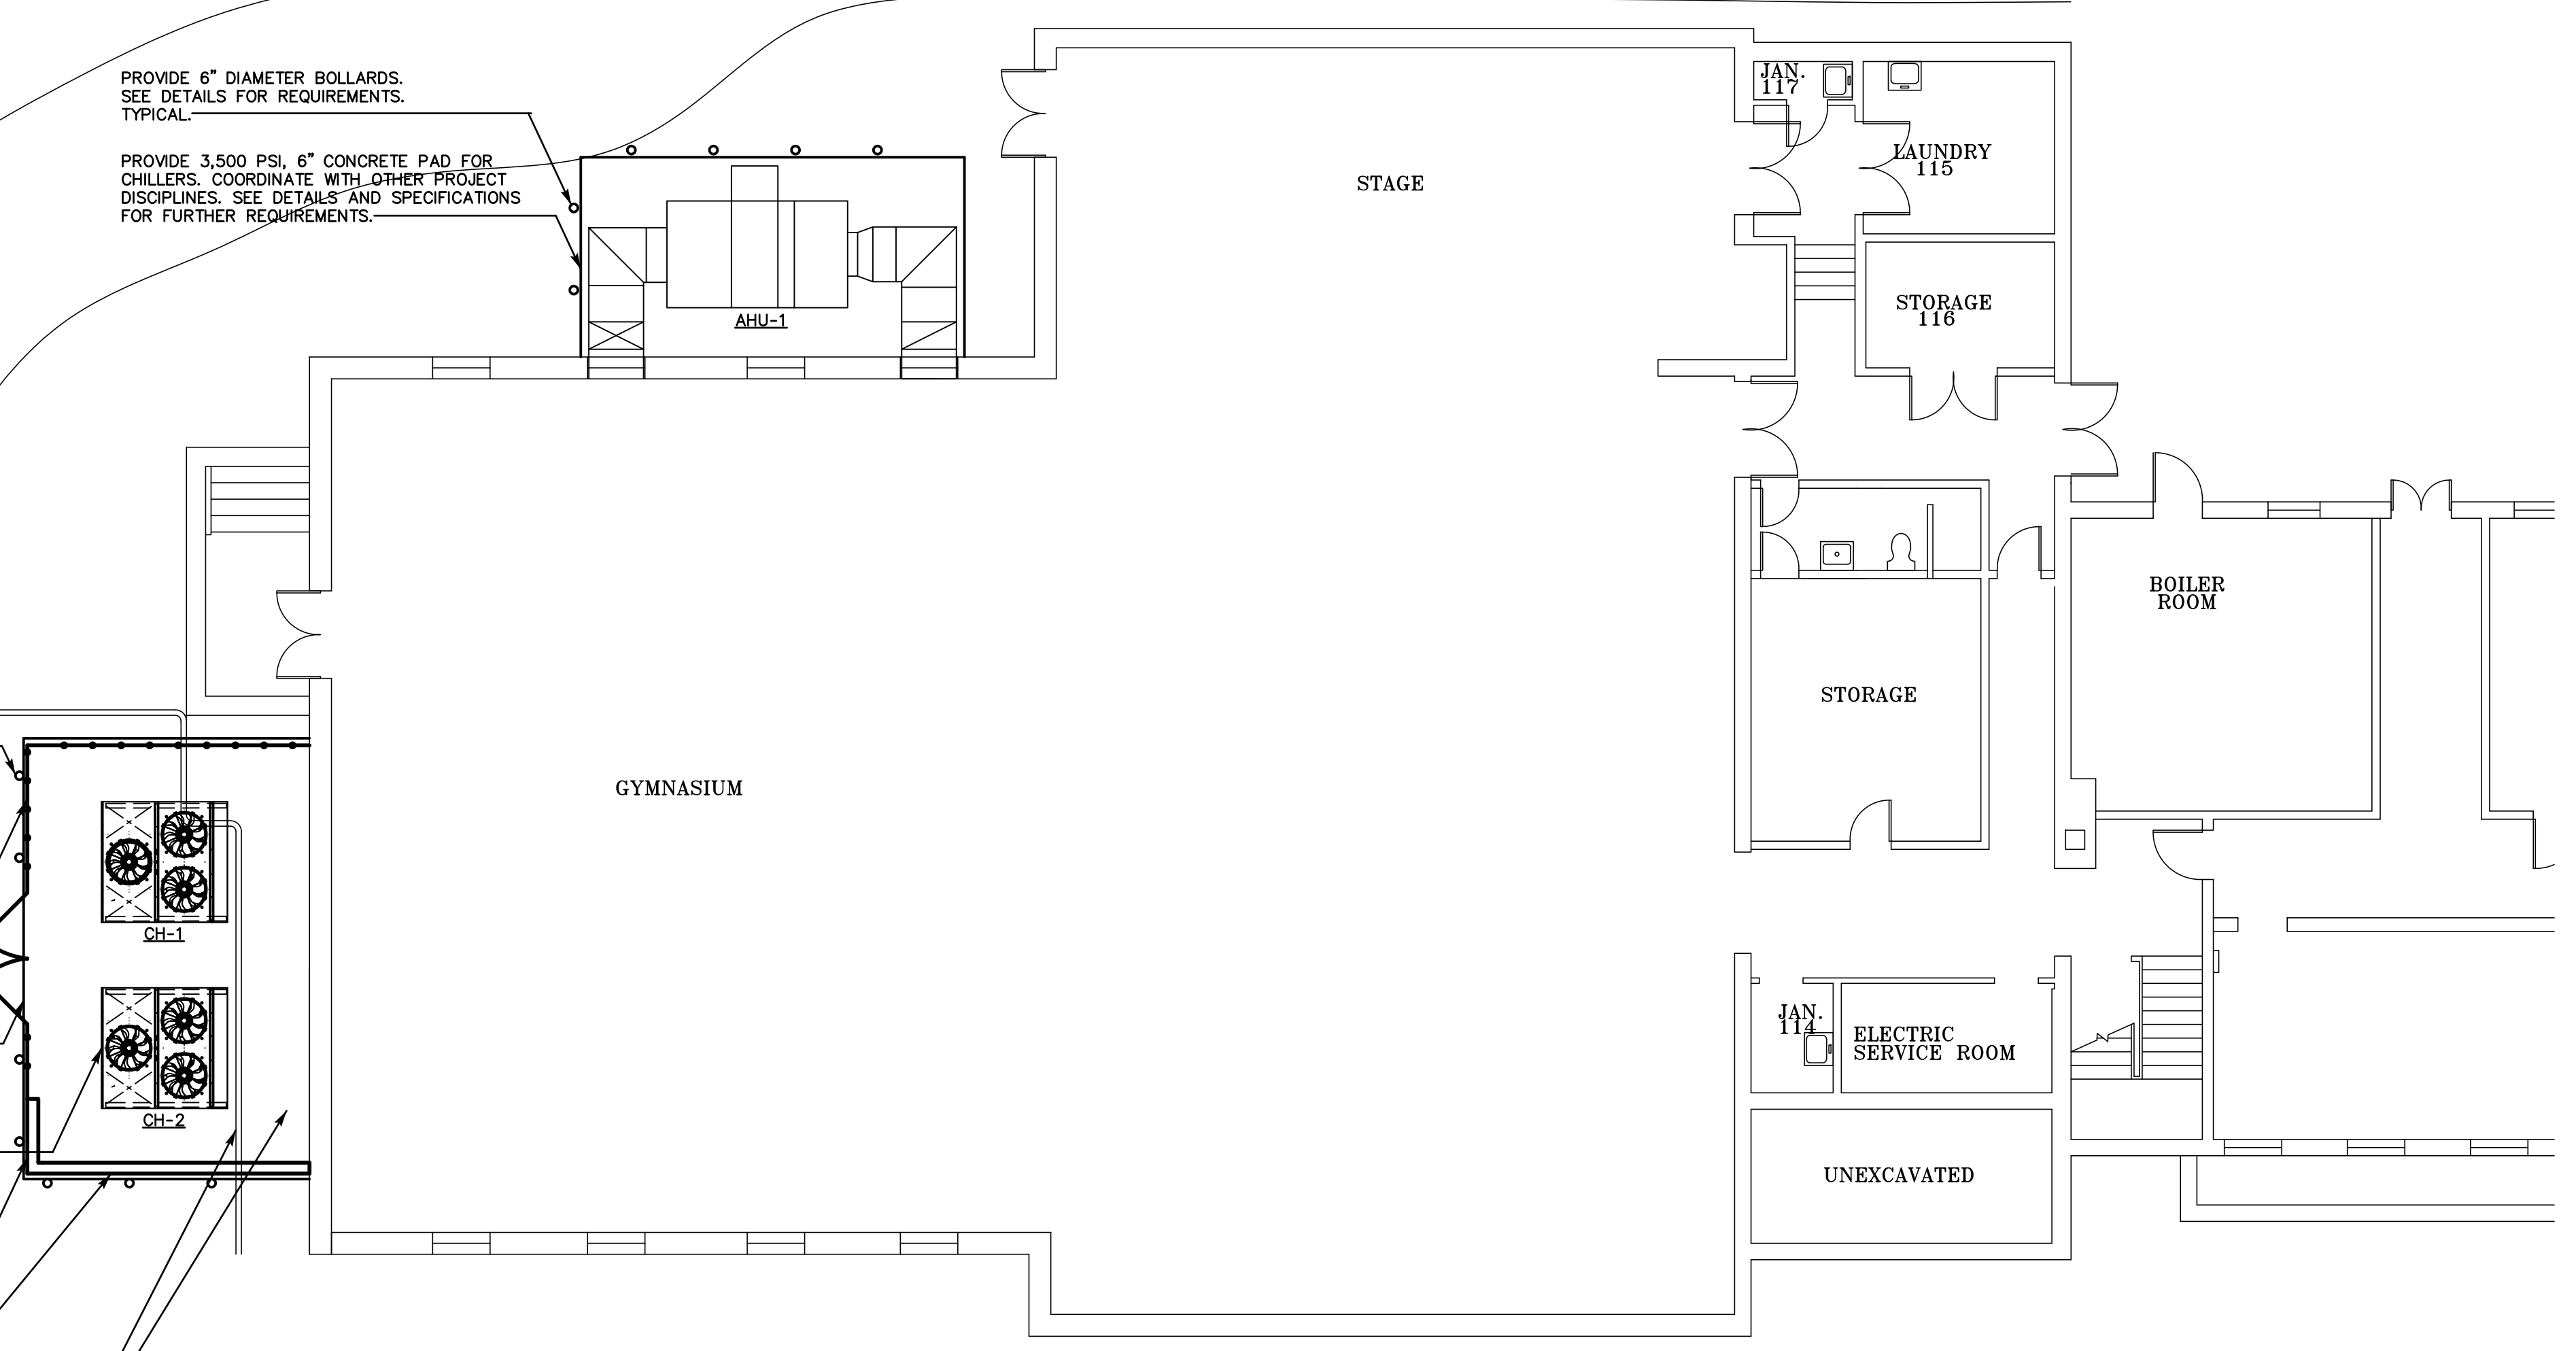 PROVIDE 6" DIAMETER BOLLARDS.
SEE DETAILS FOR REQUIREMENTS.
TYPICAL.
PROVIDE 3,500 PSI, 6" CONCRETE PAD FOR
CHILLERS. COORDINATE WITH OTHER PROJECT
DISCIPLINES. SEE DETAILS AND SPECIFICATIONS
FOR FURTHER REQUIREMENTS.
AHU-1
STAGE
JAN.
117
LAUNDRY
115
STORAGE
116
BOILER
ROOM
STORAGE
GYMNASIUM
CH-1
CH-2
JAN.
114
ELECTRIC
SERVICE ROOM
UNEXCAVATED